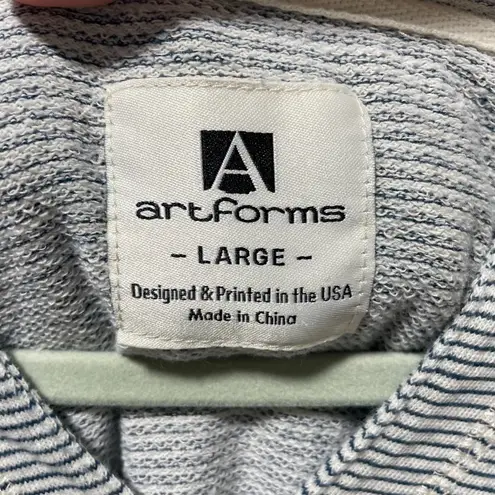 A
artforms
- LARGE -
Designed & Printed in the USA
Made in China